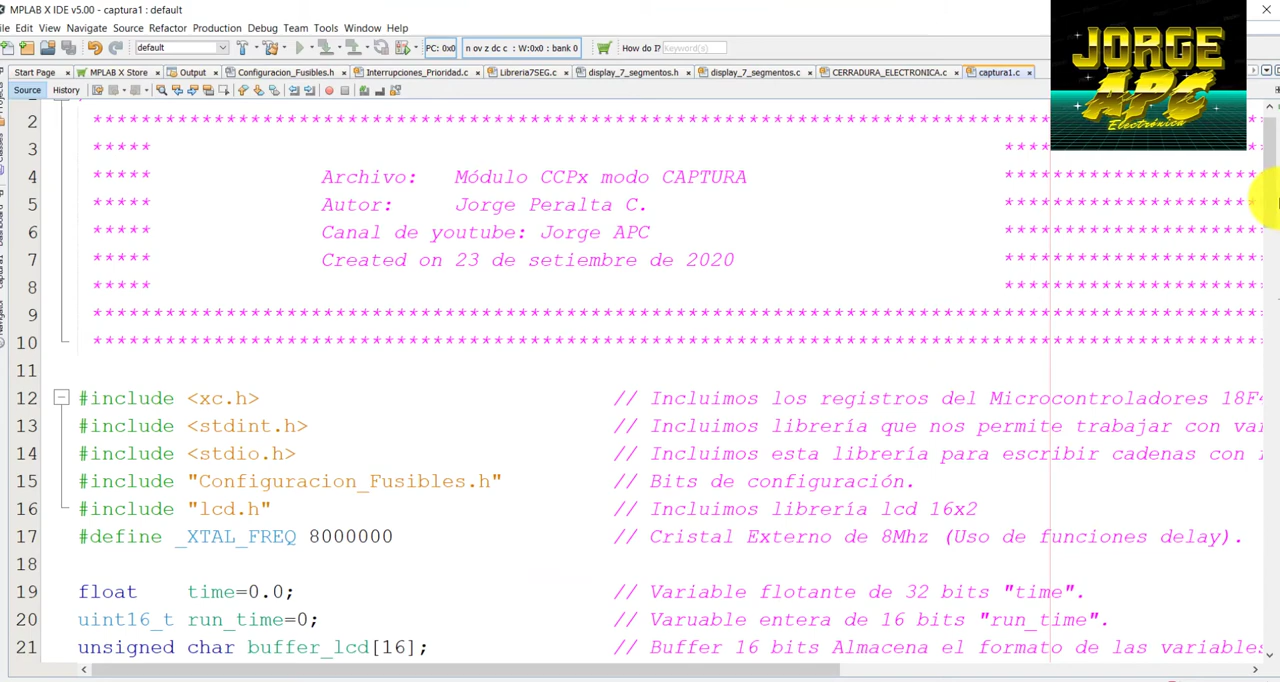 MPLAB X IDE v5.00 - captura1 : default
File Edit View Navigate Source Refactor Production Debug Team Tools Window Help
default PC: 0x0 n ov z dc c : W:0x0 : bank 0 How do I? Keyword(s)
Start Page MPLAB X Store Output Configuracion_Fusibles.h Interrupciones_Prioridad.c Libreria7SEG.c display_7_segmentos.h display_7_segmentos.c CERRADURA_ELECTRONICA.c captura1.c
Source History
JORGE
APC
Electrónica
2 ************************************************************************************************
3 ***** *********************
4 ***** Archivo: Módulo CCPx modo CAPTURA *********************
5 ***** Autor: Jorge Peralta C. *********************
6 ***** Canal de youtube: Jorge APC *********************
7 ***** Created on 23 de setiembre de 2020 *********************
8 ***** *********************
9 ************************************************************************************************
10 ************************************************************************************************
11
12 #include <xc.h> // Incluimos los registros del Microcontroladores 18F4
13 #include <stdint.h> // Incluimos librería que nos permite trabajar con var
14 #include <stdio.h> // Incluimos esta librería para escribir cadenas con
15 #include "Configuracion_Fusibles.h" // Bits de configuración.
16 #include "lcd.h" // Incluimos librería lcd 16x2
17 #define _XTAL_FREQ 8000000 // Cristal Externo de 8Mhz (Uso de funciones delay).
18
19 float time=0.0; // Variable flotante de 32 bits "time".
20 uint16_t run_time=0; // Varuable entera de 16 bits "run_time".
21 unsigned char buffer_lcd[16]; // Buffer 16 bits Almacena el formato de las variables